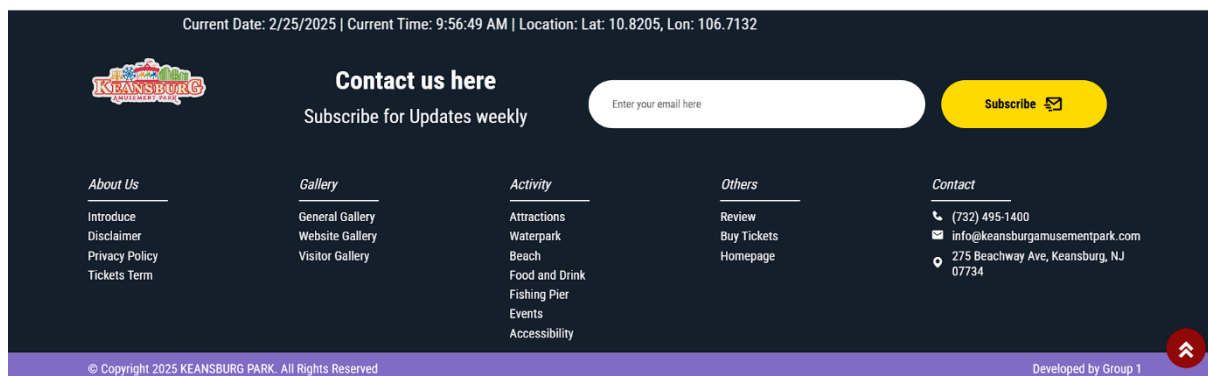 Current Date: 2/25/2025 | Current Time: 9:56:49 AM | Location: Lat: 10.8205, Lon: 106.7132
KEANSBURG
AMUSEMENT PARK
Contact us here
Subscribe for Updates weekly
Enter your email here
Subscribe
About Us
Introduce
Disclaimer
Privacy Policy
Tickets Term
Gallery
General Gallery
Website Gallery
Visitor Gallery
Activity
Attractions
Waterpark
Beach
Food and Drink
Fishing Pier
Events
Accessibility
Others
Review
Buy Tickets
Homepage
Contact
(732) 495-1400
info@keansburgamusementpark.com
275 Beachway Ave, Keansburg, NJ
07734
© Copyright 2025 KEANSBURG PARK. All Rights Reserved
Developed by Group 1